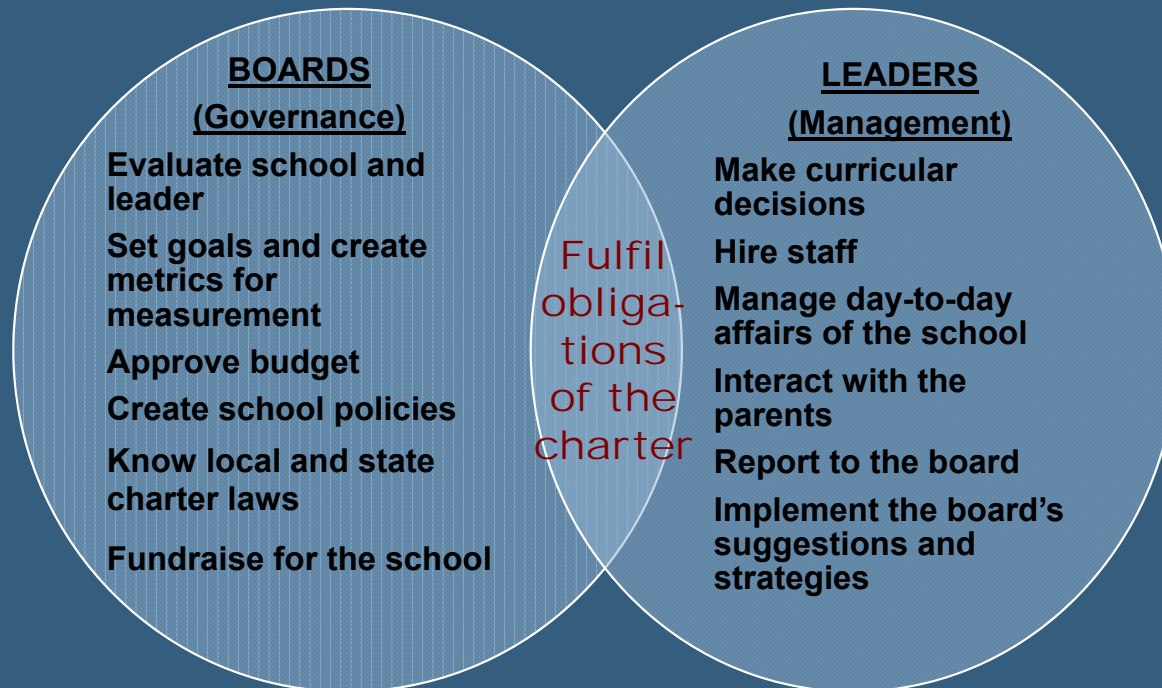 BOARDS
(Governance)
Evaluate school and
leader
Set goals and create
metrics for
measurement
Approve budget
Create school policies
Know local and state
charter laws
Fundraise for the school
Fulfil
obliga-
tions
of the
charter
LEADERS
(Management)
Make curricular
decisions
Hire staff
Manage day-to-day
affairs of the school
Interact with the
parents
Report to the board
Implement the board’s
suggestions and
strategies